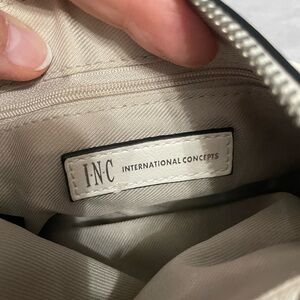 I.N.C INTERNATIONAL CONCEPTS